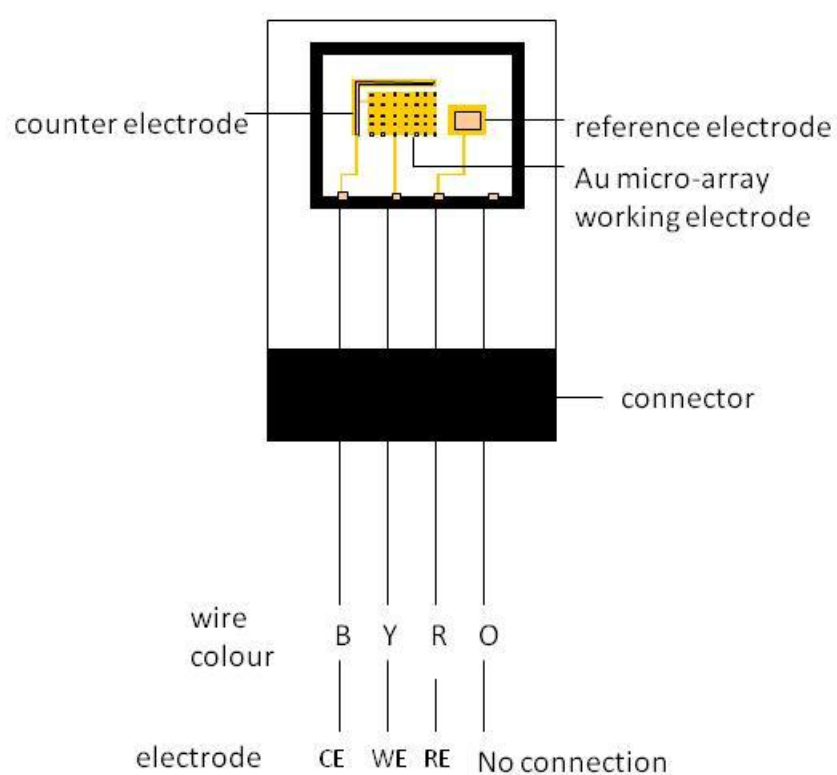 counter electrode
reference electrode
Au micro-array
working electrode
connector
wire
colour
B Y R O
electrode CE WE RE No connection